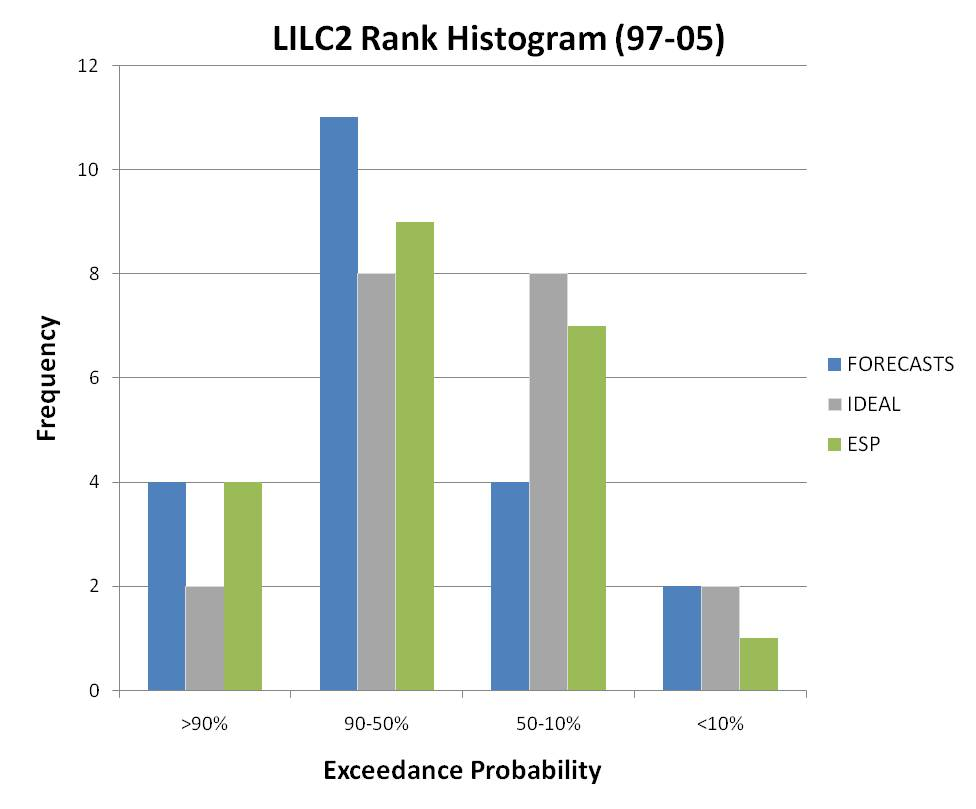 LILC2 Rank Histogram (97-05)
12
10
8
6
4
2
0
Frequency
>90%
90-50%
50-10%
<10%
Exceedance Probability
FORECASTS
IDEAL
ESP